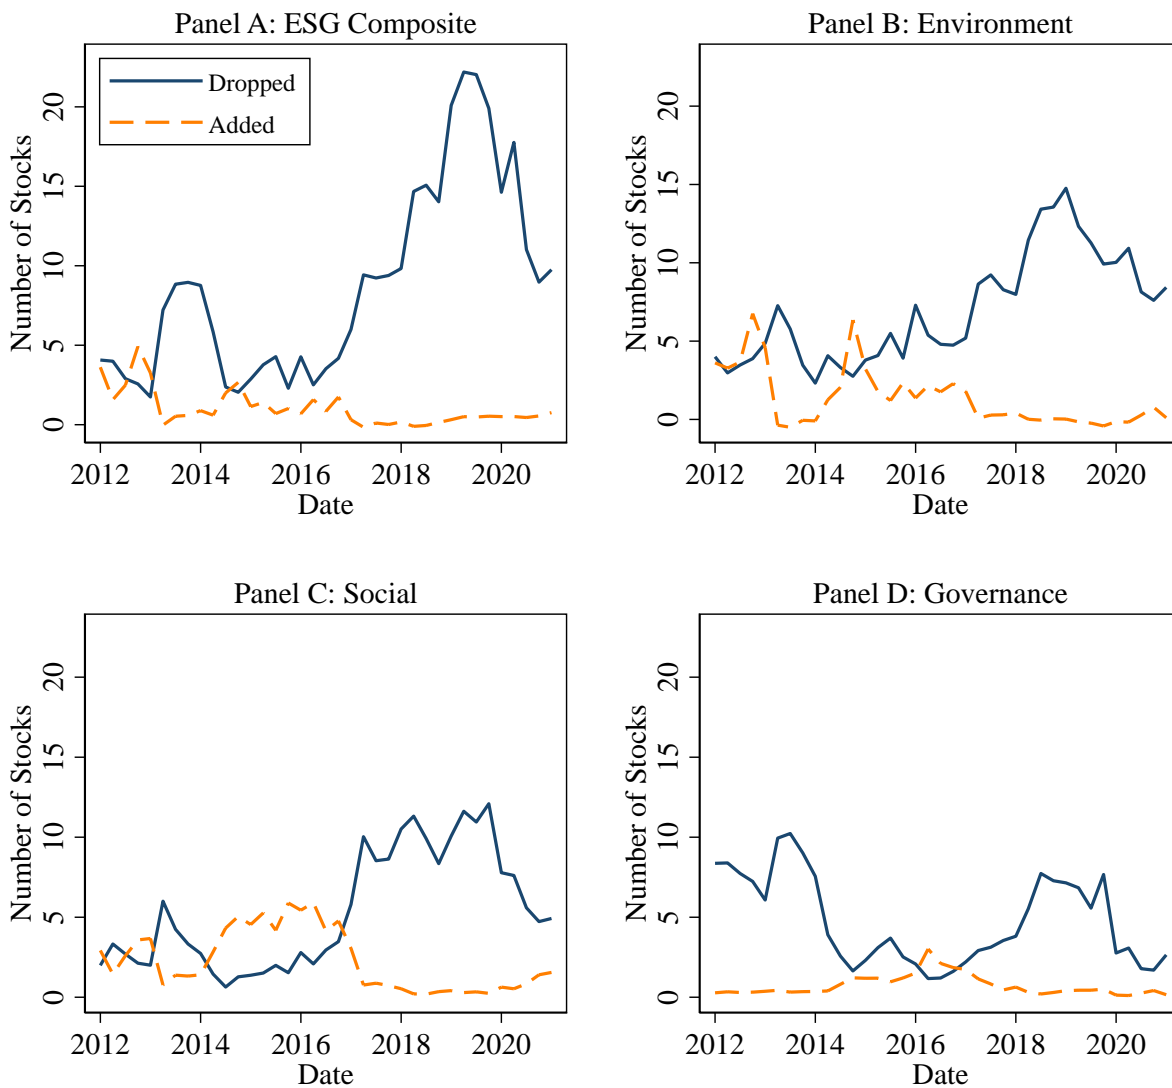 Panel A: ESG Composite
Dropped
Added
Number of Stocks
0 5 10 15 20
2012 2014 2016 2018 2020
Date
Panel B: Environment
Number of Stocks
0 5 10 15 20
2012 2014 2016 2018 2020
Date
Panel C: Social
Number of Stocks
0 5 10 15 20
2012 2014 2016 2018 2020
Date
Panel D: Governance
Number of Stocks
0 5 10 15 20
2012 2014 2016 2018 2020
Date